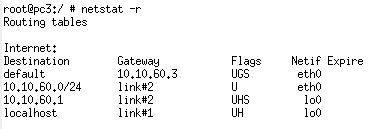 root@pc3:/ # netstat -r
Routing tables
Internet:
Destination Gateway Flags Netif Expire
default 10.10.60.3 UGS eth0
10.10.60.0/24 link#2 U eth0
10.10.60.1 link#2 UHS lo0
localhost link#1 UH lo0